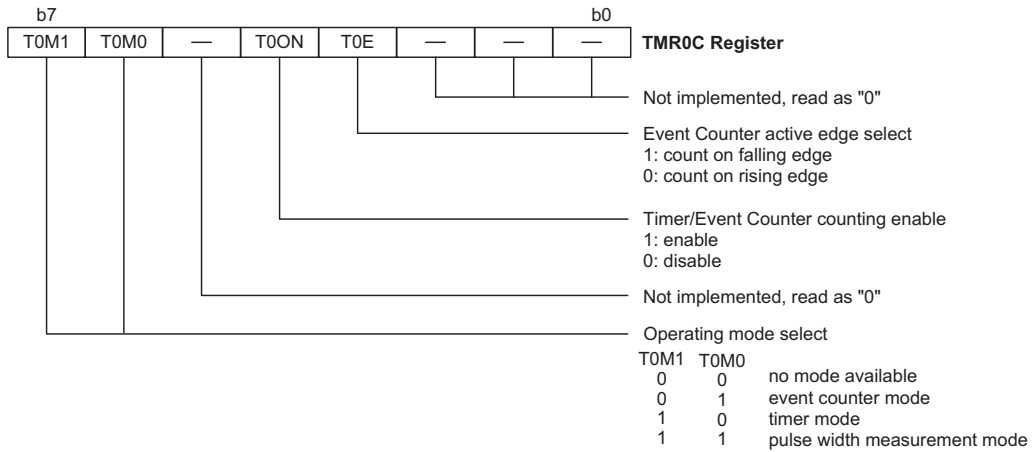 b7 b0
T0M1 T0M0 — T0ON T0E — — — TMR0C Register
Not implemented, read as "0"
Event Counter active edge select
1: count on falling edge
0: count on rising edge
Timer/Event Counter counting enable
1: enable
0: disable
Not implemented, read as "0"
Operating mode select
T0M1 T0M0
0 0 no mode available
0 1 event counter mode
1 0 timer mode
1 1 pulse width measurement mode